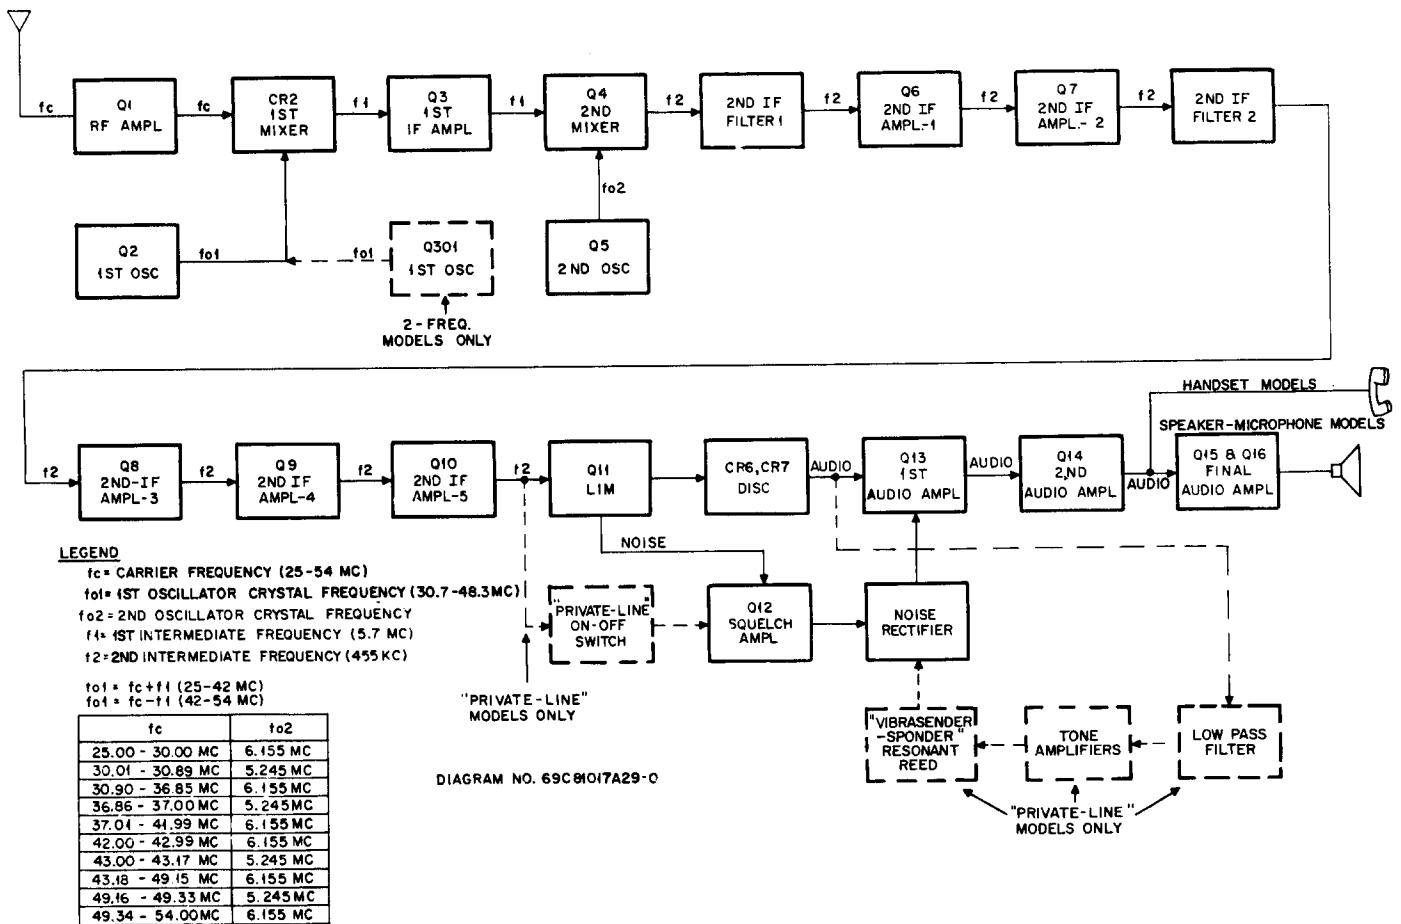 fc
Q1
RF AMPL
fc
CR2
1ST
MIXER
f1
Q3
1ST
IF AMPL
f1
Q4
2ND
MIXER
f2
2ND IF
FILTER 1
f2
Q6
2ND IF
AMPL.-1
f2
Q7
2ND IF
AMPL.- 2
f2
2ND IF
FILTER 2
fo2
Q2
1ST OSC
fo1
fo1
Q301
1ST OSC
Q5
2ND OSC
2-FREQ.
MODELS ONLY
HANDSET MODELS
SPEAKER-MICROPHONE MODELS
f2
Q8
2ND-IF
AMPL-3
f2
Q9
2ND IF
AMPL-4
f2
Q10
2ND IF
AMPL-5
f2
Q11
LIM
CR6,CR7
DISC
AUDIO
Q13
1ST
AUDIO AMPL
AUDIO
Q14
2,ND
AUDIO AMPL
AUDIO
Q15 & Q16
FINAL
AUDIO AMPL
NOISE
"PRIVATE-LINE"
ON-OFF
SWITCH
Q12
SQUELCH
AMPL
NOISE
RECTIFIER
"PRIVATE-LINE"
MODELS ONLY
"VIBRASENDER
-SPONDER"
RESONANT
REED
TONE
AMPLIFIERS
LOW PASS
FILTER
"PRIVATE-LINE"
MODELS ONLY
LEGEND
fc= CARRIER FREQUENCY (25-54 MC)
fo1= 1ST OSCILLATOR CRYSTAL FREQUENCY (30.7-48.3MC)
fo2=2ND OSCILLATOR CRYSTAL FREQUENCY
f1= 1ST INTERMEDIATE FREQUENCY (5.7 MC)
f2=2ND INTERMEDIATE FREQUENCY (455 KC)
fo1 = fc+f1 (25-42 MC)
fo1 = fc-f1 (42-54 MC)
fc fo2
25.00 - 30.00 MC 6.155 MC
30.01 - 30.89 MC 5.245 MC
30.90 - 36.85 MC 6.155 MC
36.86 - 37.00 MC 5.245MC
37.01 - 41.99 MC 6.155MC
42.00 - 42.99 MC 6.155 MC
43.00 - 43.17 MC 5.245 MC
43.18 - 49.15 MC 6.155 MC
49.16 - 49.33 MC 5.245MC
49.34 - 54.00MC 6.155 MC
DIAGRAM NO. 69C81017A29-0